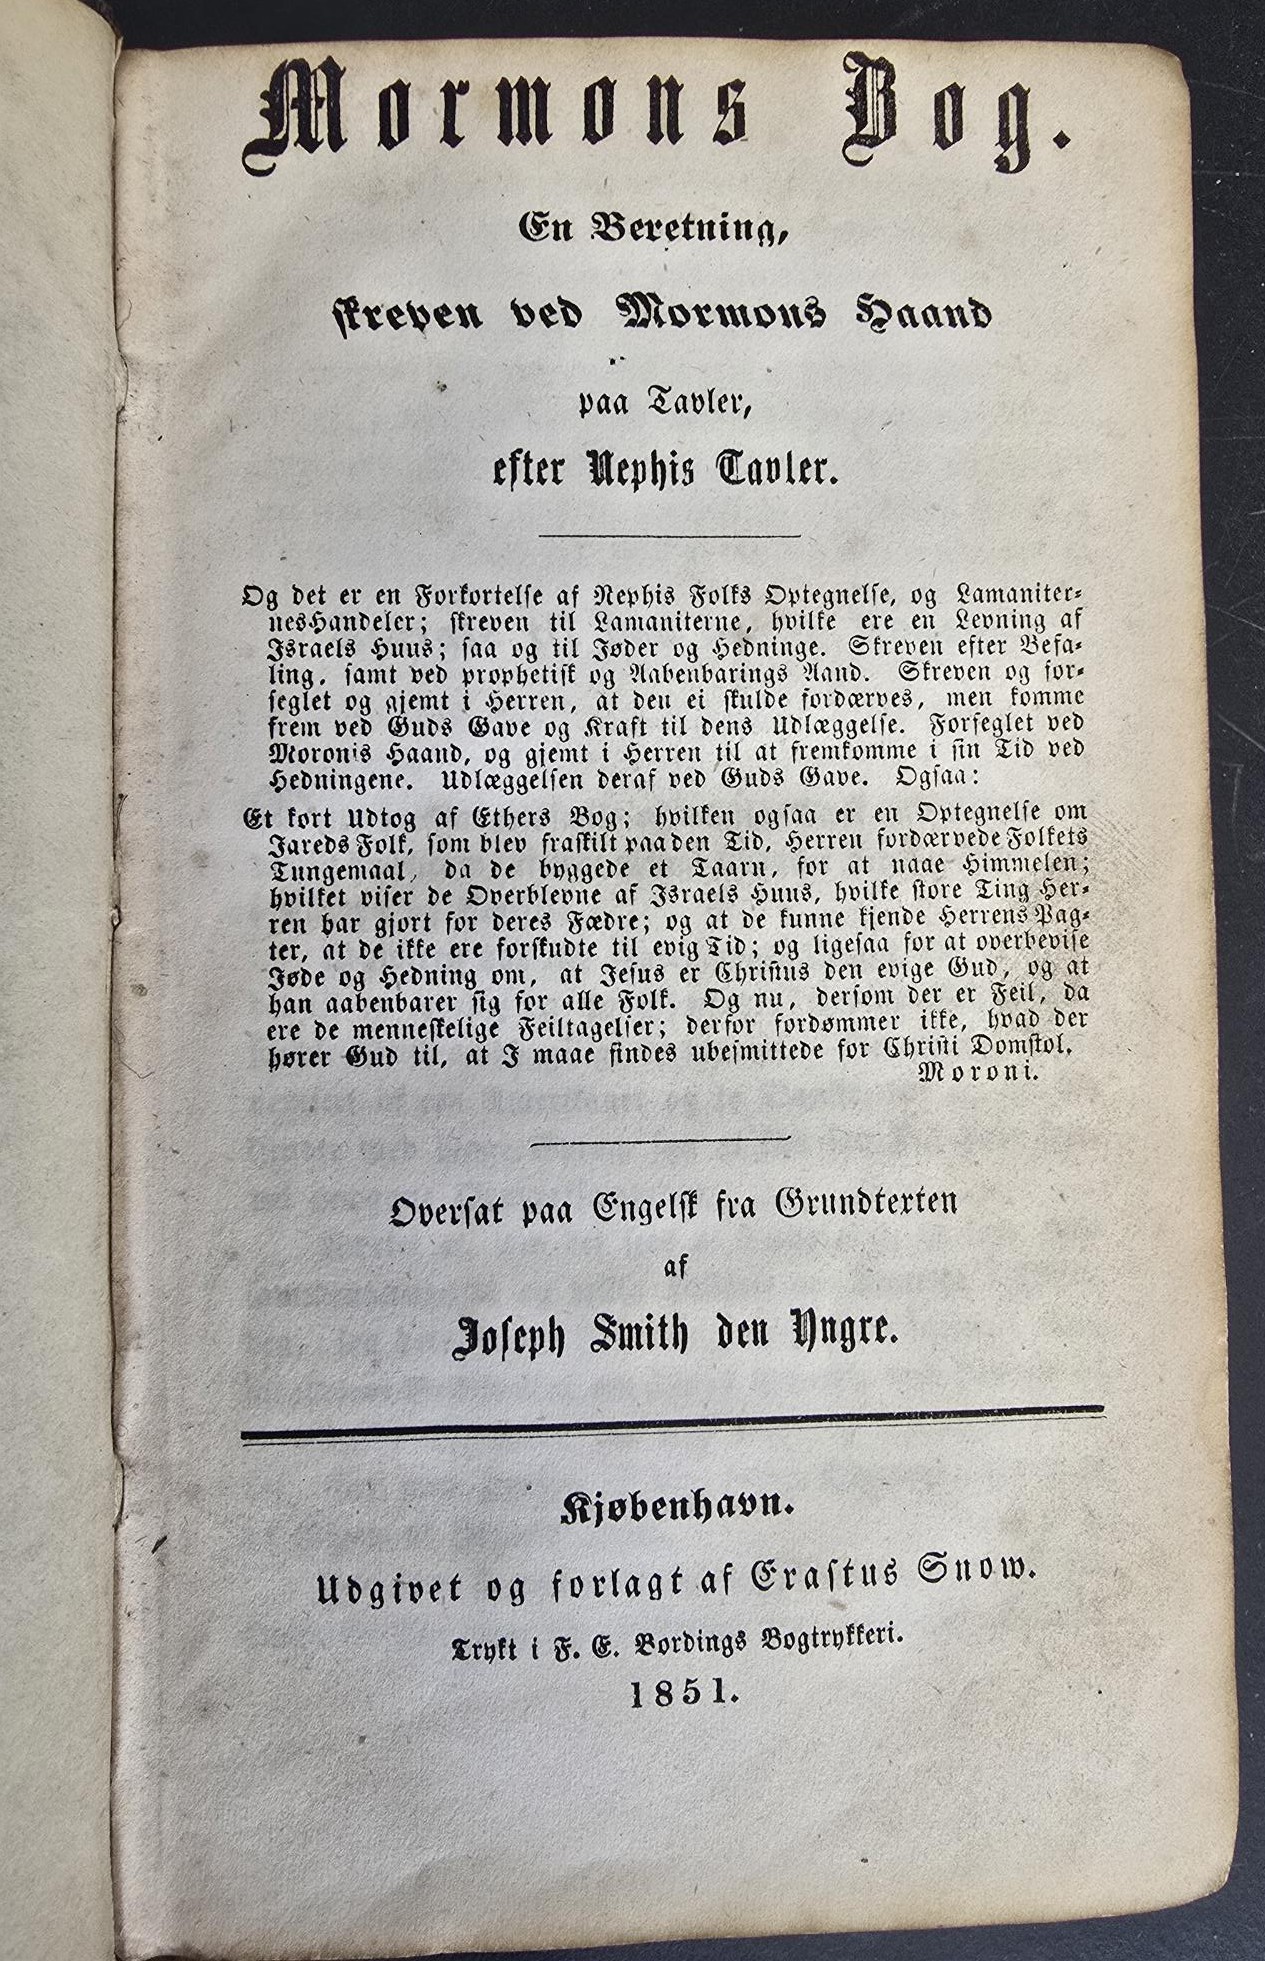 Mormons Bog.
En Beretning,
skreven ved Mormons Haand
paa Tavler,
efter Nephis Tavler.
Og det er en Forkortelse af Nephis Folks Optegnelse, og Lamaniter-
nes Handeler; skreven til Lamaniterne, hvilke ere en Levning af
Israels Huus; saa og til Jøder og Hedninge. Skreven efter Befa-
ling, samt ved prophetisk og Aabenbarings Aand. Skreven og for-
seglet og gjemt i Herren, at den ei skulde fordærves, men komme
frem ved Guds Gave og Kraft til dens Udlæggelse. Forseglet ved
Moronis Haand, og gjemt i Herren til at fremkomme i sin Tid ved
Hedningene. Udlæggelsen deraf ved Guds Gave. Ogsaa:
Et kort Udtog af Ethers Bog; hvilken ogsaa er en Optegnelse om
Jareds Folk, som blev fraskilt paa den Tid, Herren fordærvede Folkets
Tungemaal, da de byggede et Taarn, for at naae Himmelen;
hvilket viser de Overblevne af Israels Huus, hvilke store Ting Her-
ren har gjort for deres Fædre; og at de kunne kjende Herrens Pag-
ter, at de ikke ere forskudte til evig Tid; og ligesaa for at overbevise
Jøde og Hedning om, at Jesus er Christus den evige Gud, og at
han aabenbarer sig for alle Folk. Og nu, dersom der er Feil, da
ere de menneskelige Feiltagelser; derfor fordømmer ikke, hvad der
hører Gud til, at I maae findes ubesmittede for Christi Domstol.
Moroni.
Oversat paa Engelsk fra Grundtexten
af
Joseph Smith den Yngre.
Kjøbenhavn.
Udgivet og forlagt af Erastus Snow.
Trykt i F. E. Bordings Bogtrykkeri.
1851.